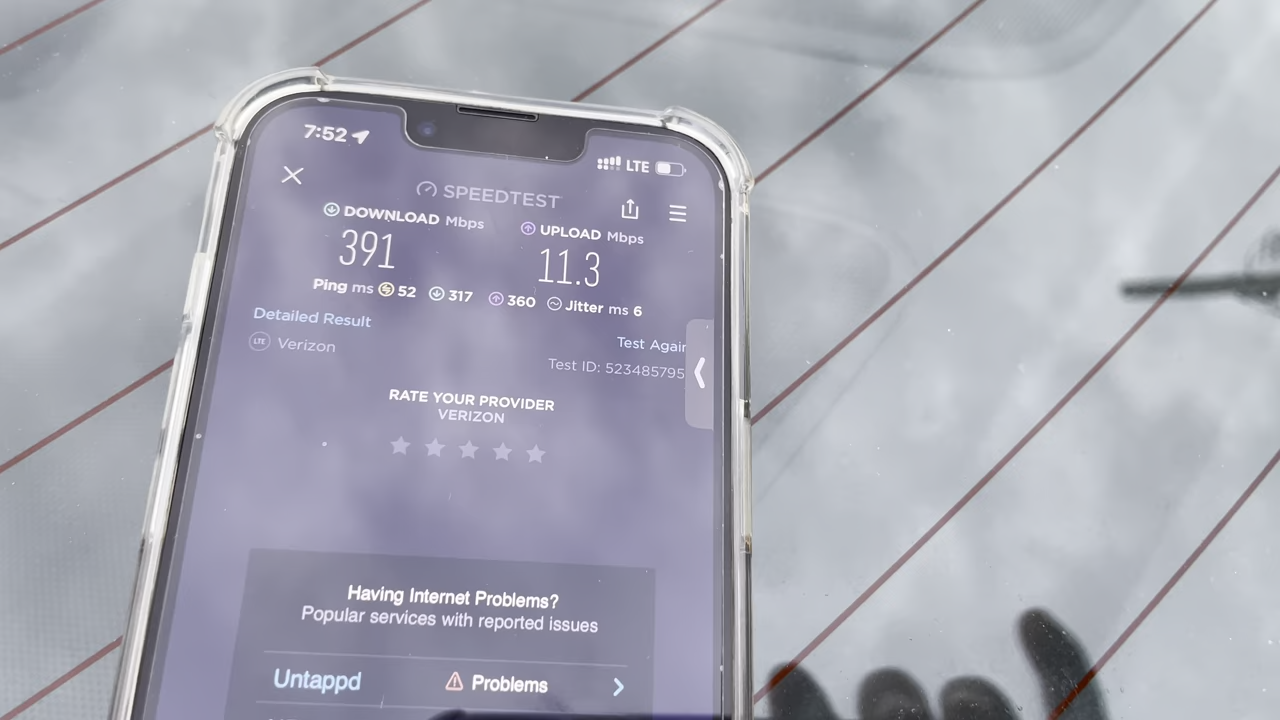 7:52 LTE
SPEEDTEST
DOWNLOAD Mbps UPLOAD Mbps
391 11.3
Ping ms 52 317 360 Jitter ms 6
Detailed Result Test Again
LTE Verizon Test ID: 523485795
RATE YOUR PROVIDER
VERIZON
Having Internet Problems?
Popular services with reported issues
Untappd Problems